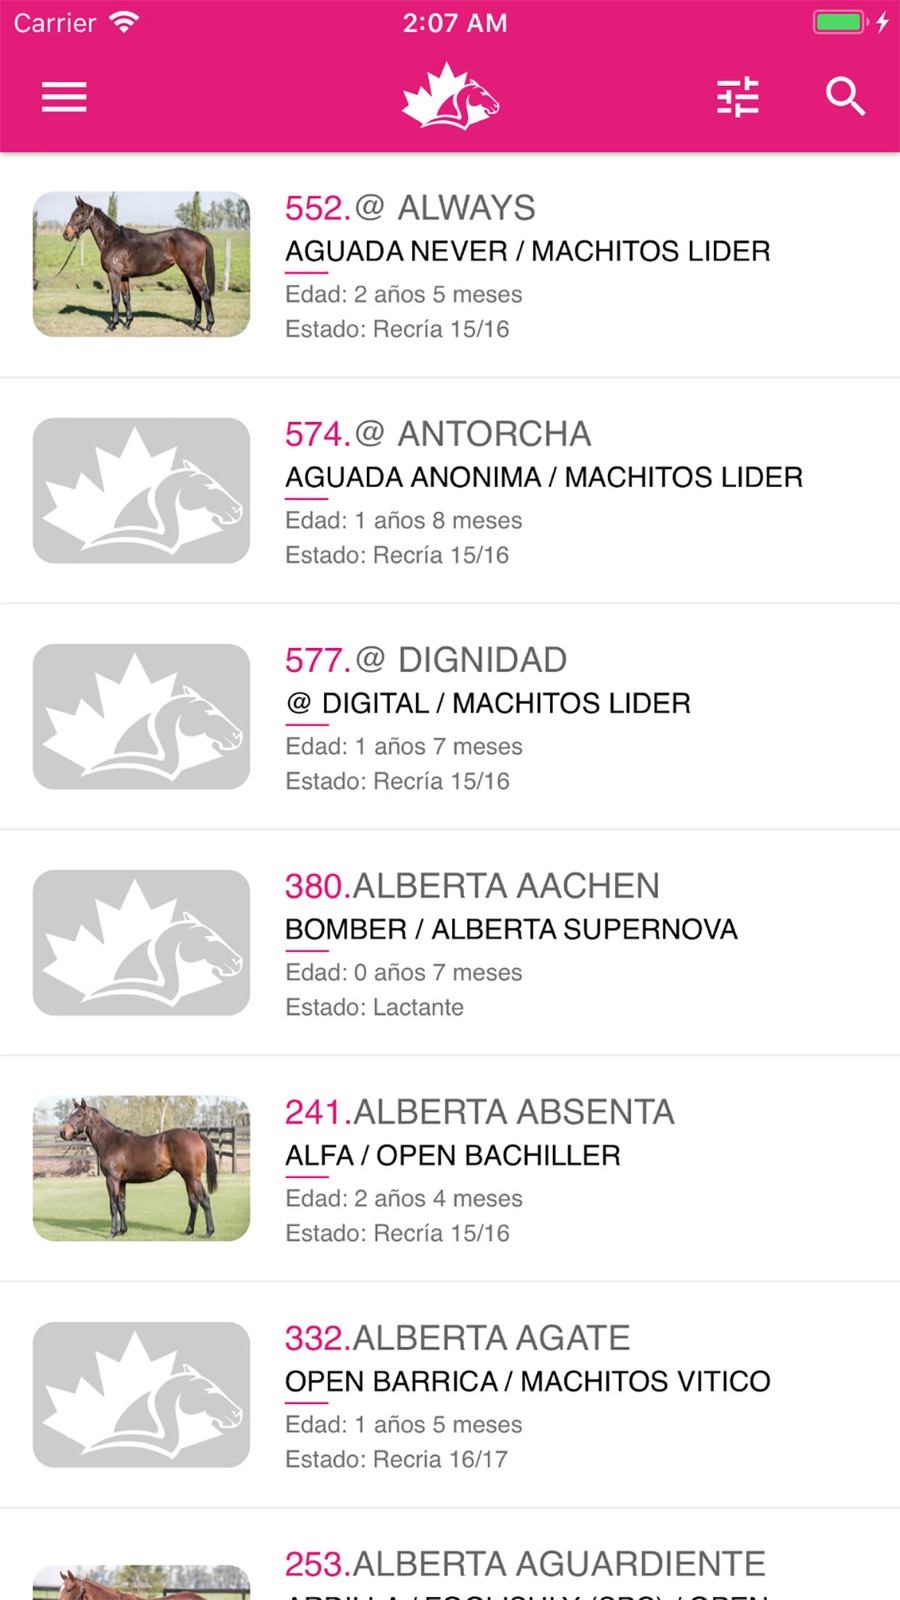 Carrier 2:07 AM
552.@ ALWAYS
AGUADA NEVER / MACHITOS LIDER
Edad: 2 años 5 meses
Estado: Recría 15/16
574.@ ANTORCHA
AGUADA ANONIMA / MACHITOS LIDER
Edad: 1 años 8 meses
Estado: Recría 15/16
577.@ DIGNIDAD
@ DIGITAL / MACHITOS LIDER
Edad: 1 años 7 meses
Estado: Recría 15/16
380.ALBERTA AACHEN
BOMBER / ALBERTA SUPERNOVA
Edad: 0 años 7 meses
Estado: Lactante
241.ALBERTA ABSENTA
ALFA / OPEN BACHILLER
Edad: 2 años 4 meses
Estado: Recría 15/16
332.ALBERTA AGATE
OPEN BARRICA / MACHITOS VITICO
Edad: 1 años 5 meses
Estado: Recria 16/17
253.ALBERTA AGUARDIENTE